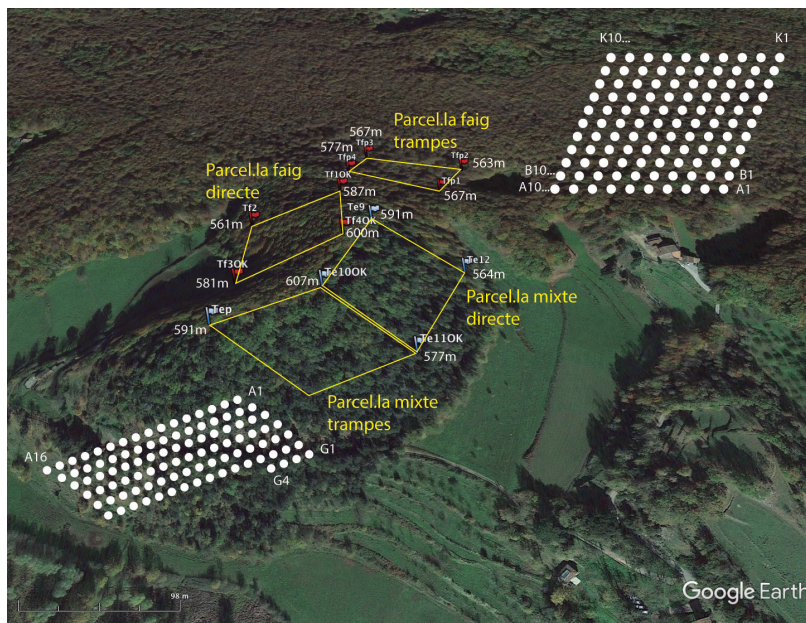 K10...
K1
Parcel.la faig
trampes
567m
Tfp3
577m
Tfp4
Tfp2
563m
Tf1OK
Tfp1
567m
587m
B10...
B1
A10...
A1
Parcel.la faig
directe
Tf2
561m
Te9
591m
Tf4OK
600m
Tf3OK
581m
Te10OK
607m
Te12
564m
Parcel.la mixte
directe
Tep
591m
Te11OK
577m
Parcel.la mixte
trampes
A1
A16
G1
G4
98 m
Google Earth